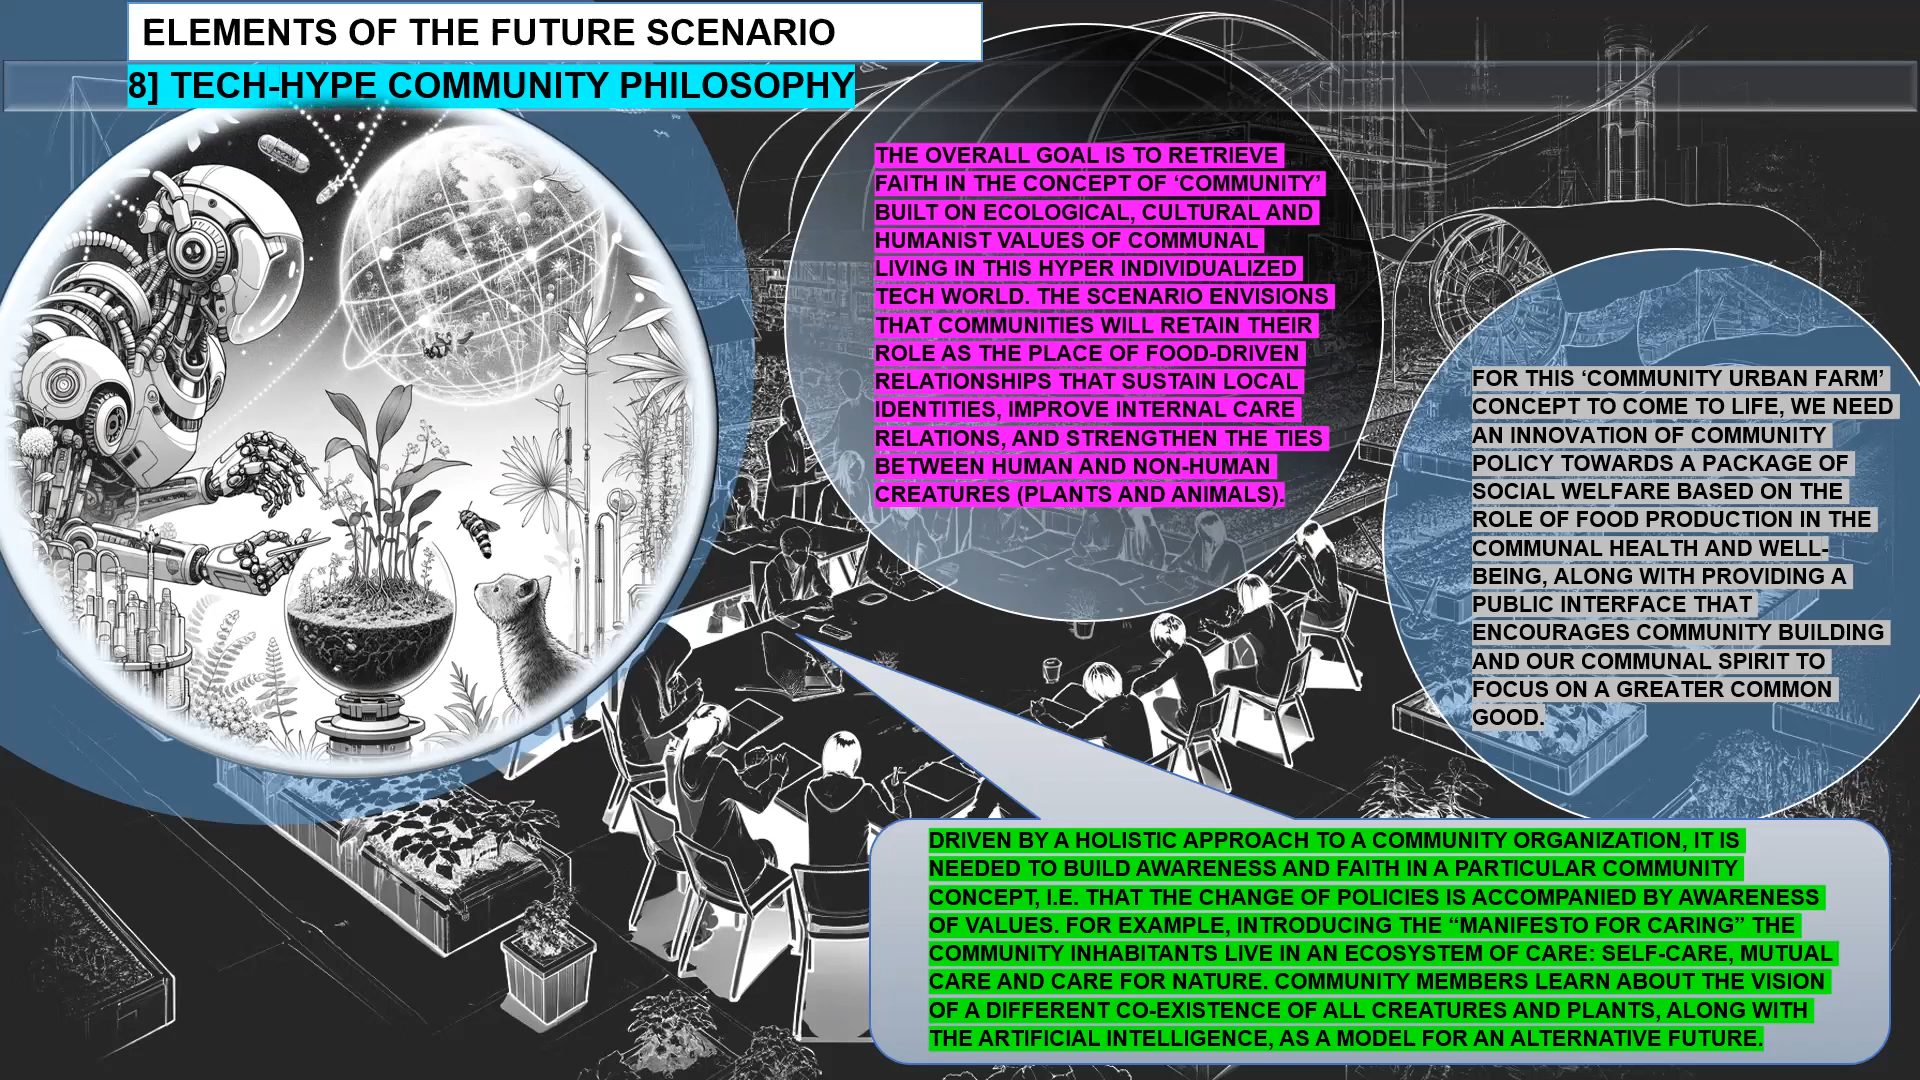 ELEMENTS OF THE FUTURE SCENARIO
8] TECH-HYPE COMMUNITY PHILOSOPHY
THE OVERALL GOAL IS TO RETRIEVE
FAITH IN THE CONCEPT OF ‘COMMUNITY’
BUILT ON ECOLOGICAL, CULTURAL AND
HUMANIST VALUES OF COMMUNAL
LIVING IN THIS HYPER INDIVIDUALIZED
TECH WORLD. THE SCENARIO ENVISIONS
THAT COMMUNITIES WILL RETAIN THEIR
ROLE AS THE PLACE OF FOOD-DRIVEN
RELATIONSHIPS THAT SUSTAIN LOCAL
IDENTITIES, IMPROVE INTERNAL CARE
RELATIONS, AND STRENGTHEN THE TIES
BETWEEN HUMAN AND NON-HUMAN
CREATURES (PLANTS AND ANIMALS).
FOR THIS ‘COMMUNITY URBAN FARM’
CONCEPT TO COME TO LIFE, WE NEED
AN INNOVATION OF COMMUNITY
POLICY TOWARDS A PACKAGE OF
SOCIAL WELFARE BASED ON THE
ROLE OF FOOD PRODUCTION IN THE
COMMUNAL HEALTH AND WELL-
BEING, ALONG WITH PROVIDING A
PUBLIC INTERFACE THAT
ENCOURAGES COMMUNITY BUILDING
AND OUR COMMUNAL SPIRIT TO
FOCUS ON A GREATER COMMON
GOOD.
DRIVEN BY A HOLISTIC APPROACH TO A COMMUNITY ORGANIZATION, IT IS
NEEDED TO BUILD AWARENESS AND FAITH IN A PARTICULAR COMMUNITY
CONCEPT, I.E. THAT THE CHANGE OF POLICIES IS ACCOMPANIED BY AWARENESS
OF VALUES. FOR EXAMPLE, INTRODUCING THE “MANIFESTO FOR CARING” THE
COMMUNITY INHABITANTS LIVE IN AN ECOSYSTEM OF CARE: SELF-CARE, MUTUAL
CARE AND CARE FOR NATURE. COMMUNITY MEMBERS LEARN ABOUT THE VISION
OF A DIFFERENT CO-EXISTENCE OF ALL CREATURES AND PLANTS, ALONG WITH
THE ARTIFICIAL INTELLIGENCE, AS A MODEL FOR AN ALTERNATIVE FUTURE.